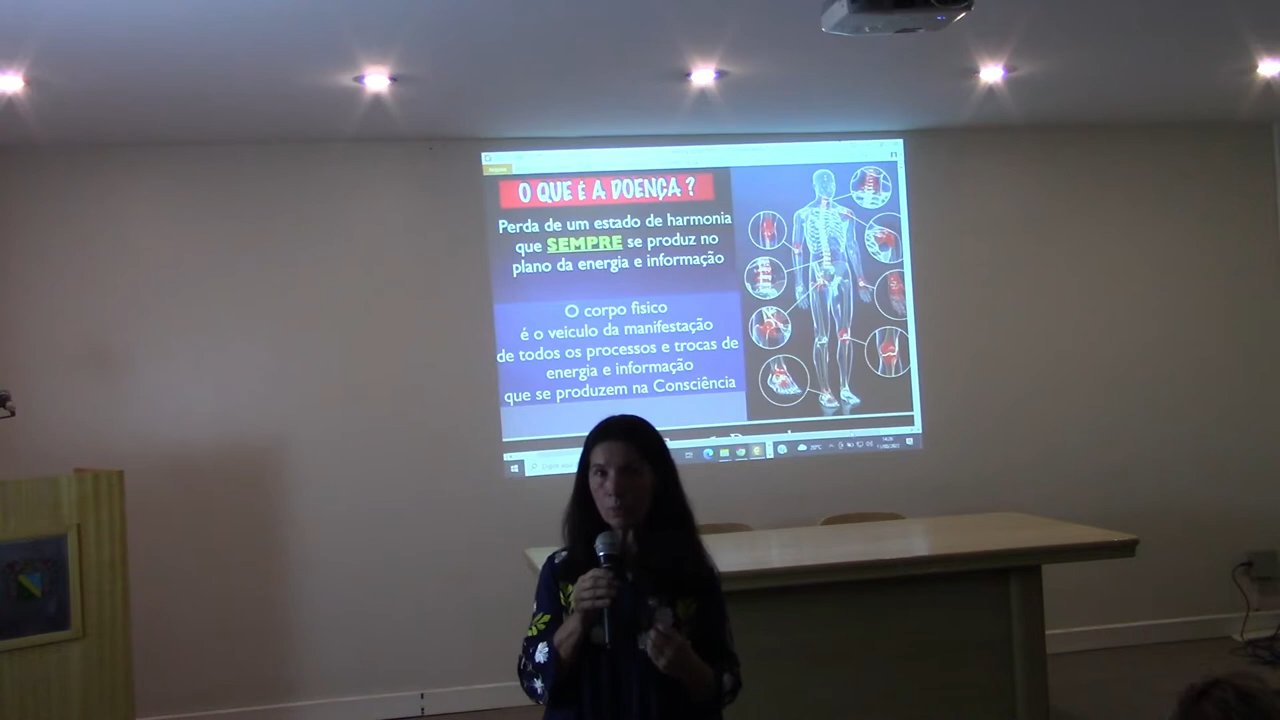 O QUE É A DOENÇA ?
Perda de um estado de harmonia
que SEMPRE se produz no
plano da energia e informação
O corpo fisico
é o veiculo da manifestação
de todos os processos e trocas de
energia e informação
que se produzem na Consciência
20°C